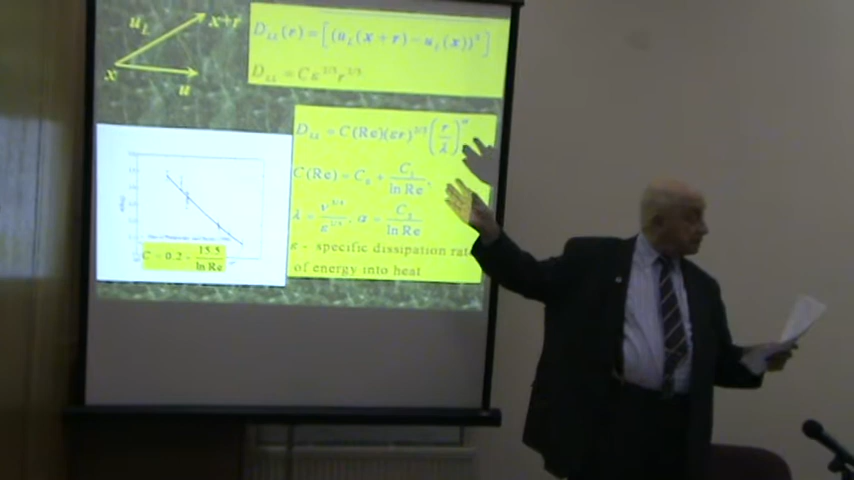 u_L x+r
x
u
D_LL(r) = [(u_L(x+r) − u_L(x))²]
D_LL = Cε^2/3 r^2/3
D_LL = C(Re)(εr)^2/3 (r/λ)^α
C(Re) = C_0 + C_1/ln Re,
λ = ν^3/4/ε^1/4, α = C_2/ln Re
ε - specific dissipation rat
of energy into heat
C = 0.2 + 15.5/ln Re